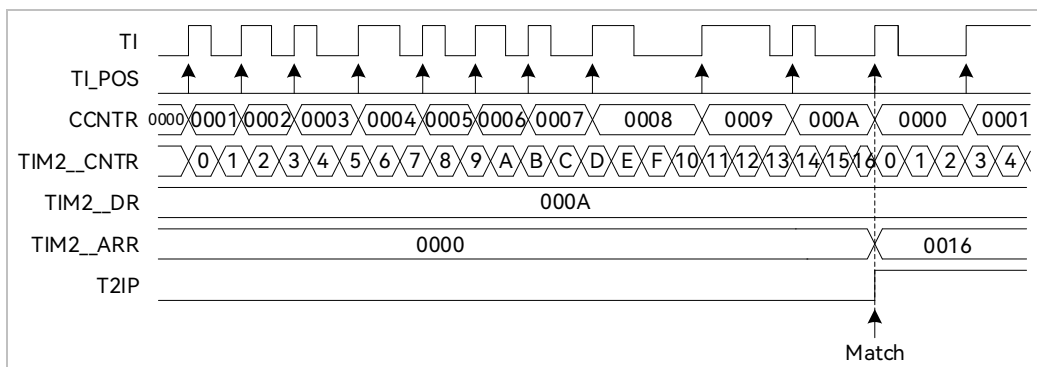 TI
TI_POS
CCNTR 0000 0001 0002 0003 0004 0005 0006 0007 0008 0009 000A 0000 0001
TIM2__CNTR 0 1 2 3 4 5 6 7 8 9 A B C D E F 10 11 12 13 14 15 16 0 1 2 3 4
TIM2__DR 000A
TIM2__ARR 0000 0016
T2IP
Match